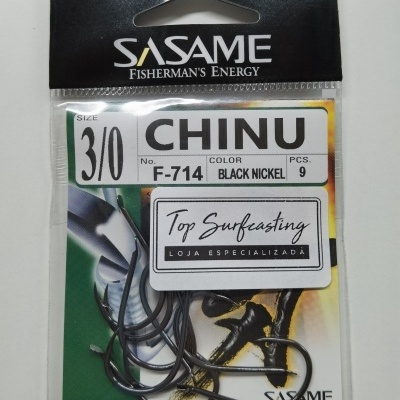 SASAME
FISHERMAN'S ENERGY
SIZE
3/0
CHINU
No. F-714
COLOR BLACK NICKEL
PCS. 9
Top Surfcasting
LOJA ESPECIALIZADA
SASAME